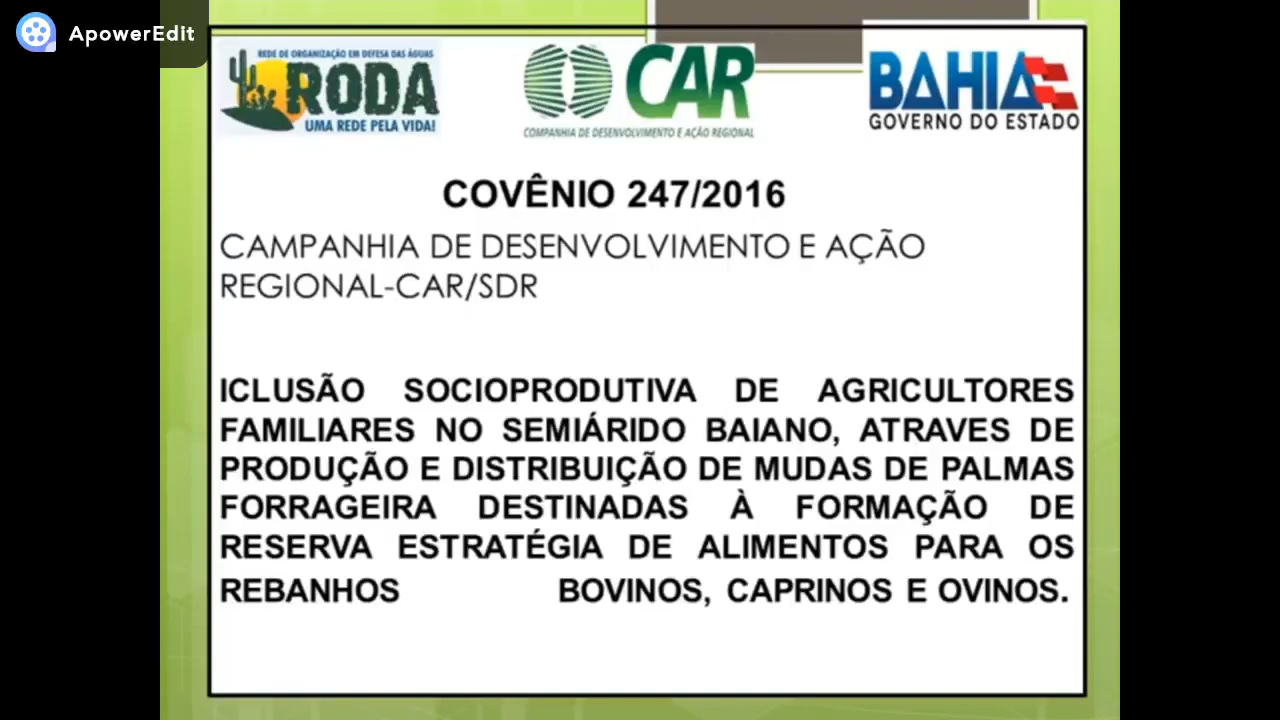 ApowerEdit
REDE DE ORGANIZAÇÃO EM DEFESA DAS ÁGUAS
RODA
UMA REDE PELA VIDA!
CAR
COMPANHIA DE DESENVOLVIMENTO E AÇÃO REGIONAL
BAHIA
GOVERNO DO ESTADO
COVÊNIO 247/2016
CAMPANHIA DE DESENVOLVIMENTO E AÇÃO
REGIONAL-CAR/SDR
ICLUSÃO SOCIOPRODUTIVA DE AGRICULTORES
FAMILIARES NO SEMIÁRIDO BAIANO, ATRAVES DE
PRODUÇÃO E DISTRIBUIÇÃO DE MUDAS DE PALMAS
FORRAGEIRA DESTINADAS À FORMAÇÃO DE
RESERVA ESTRATÉGIA DE ALIMENTOS PARA OS
REBANHOS BOVINOS, CAPRINOS E OVINOS.